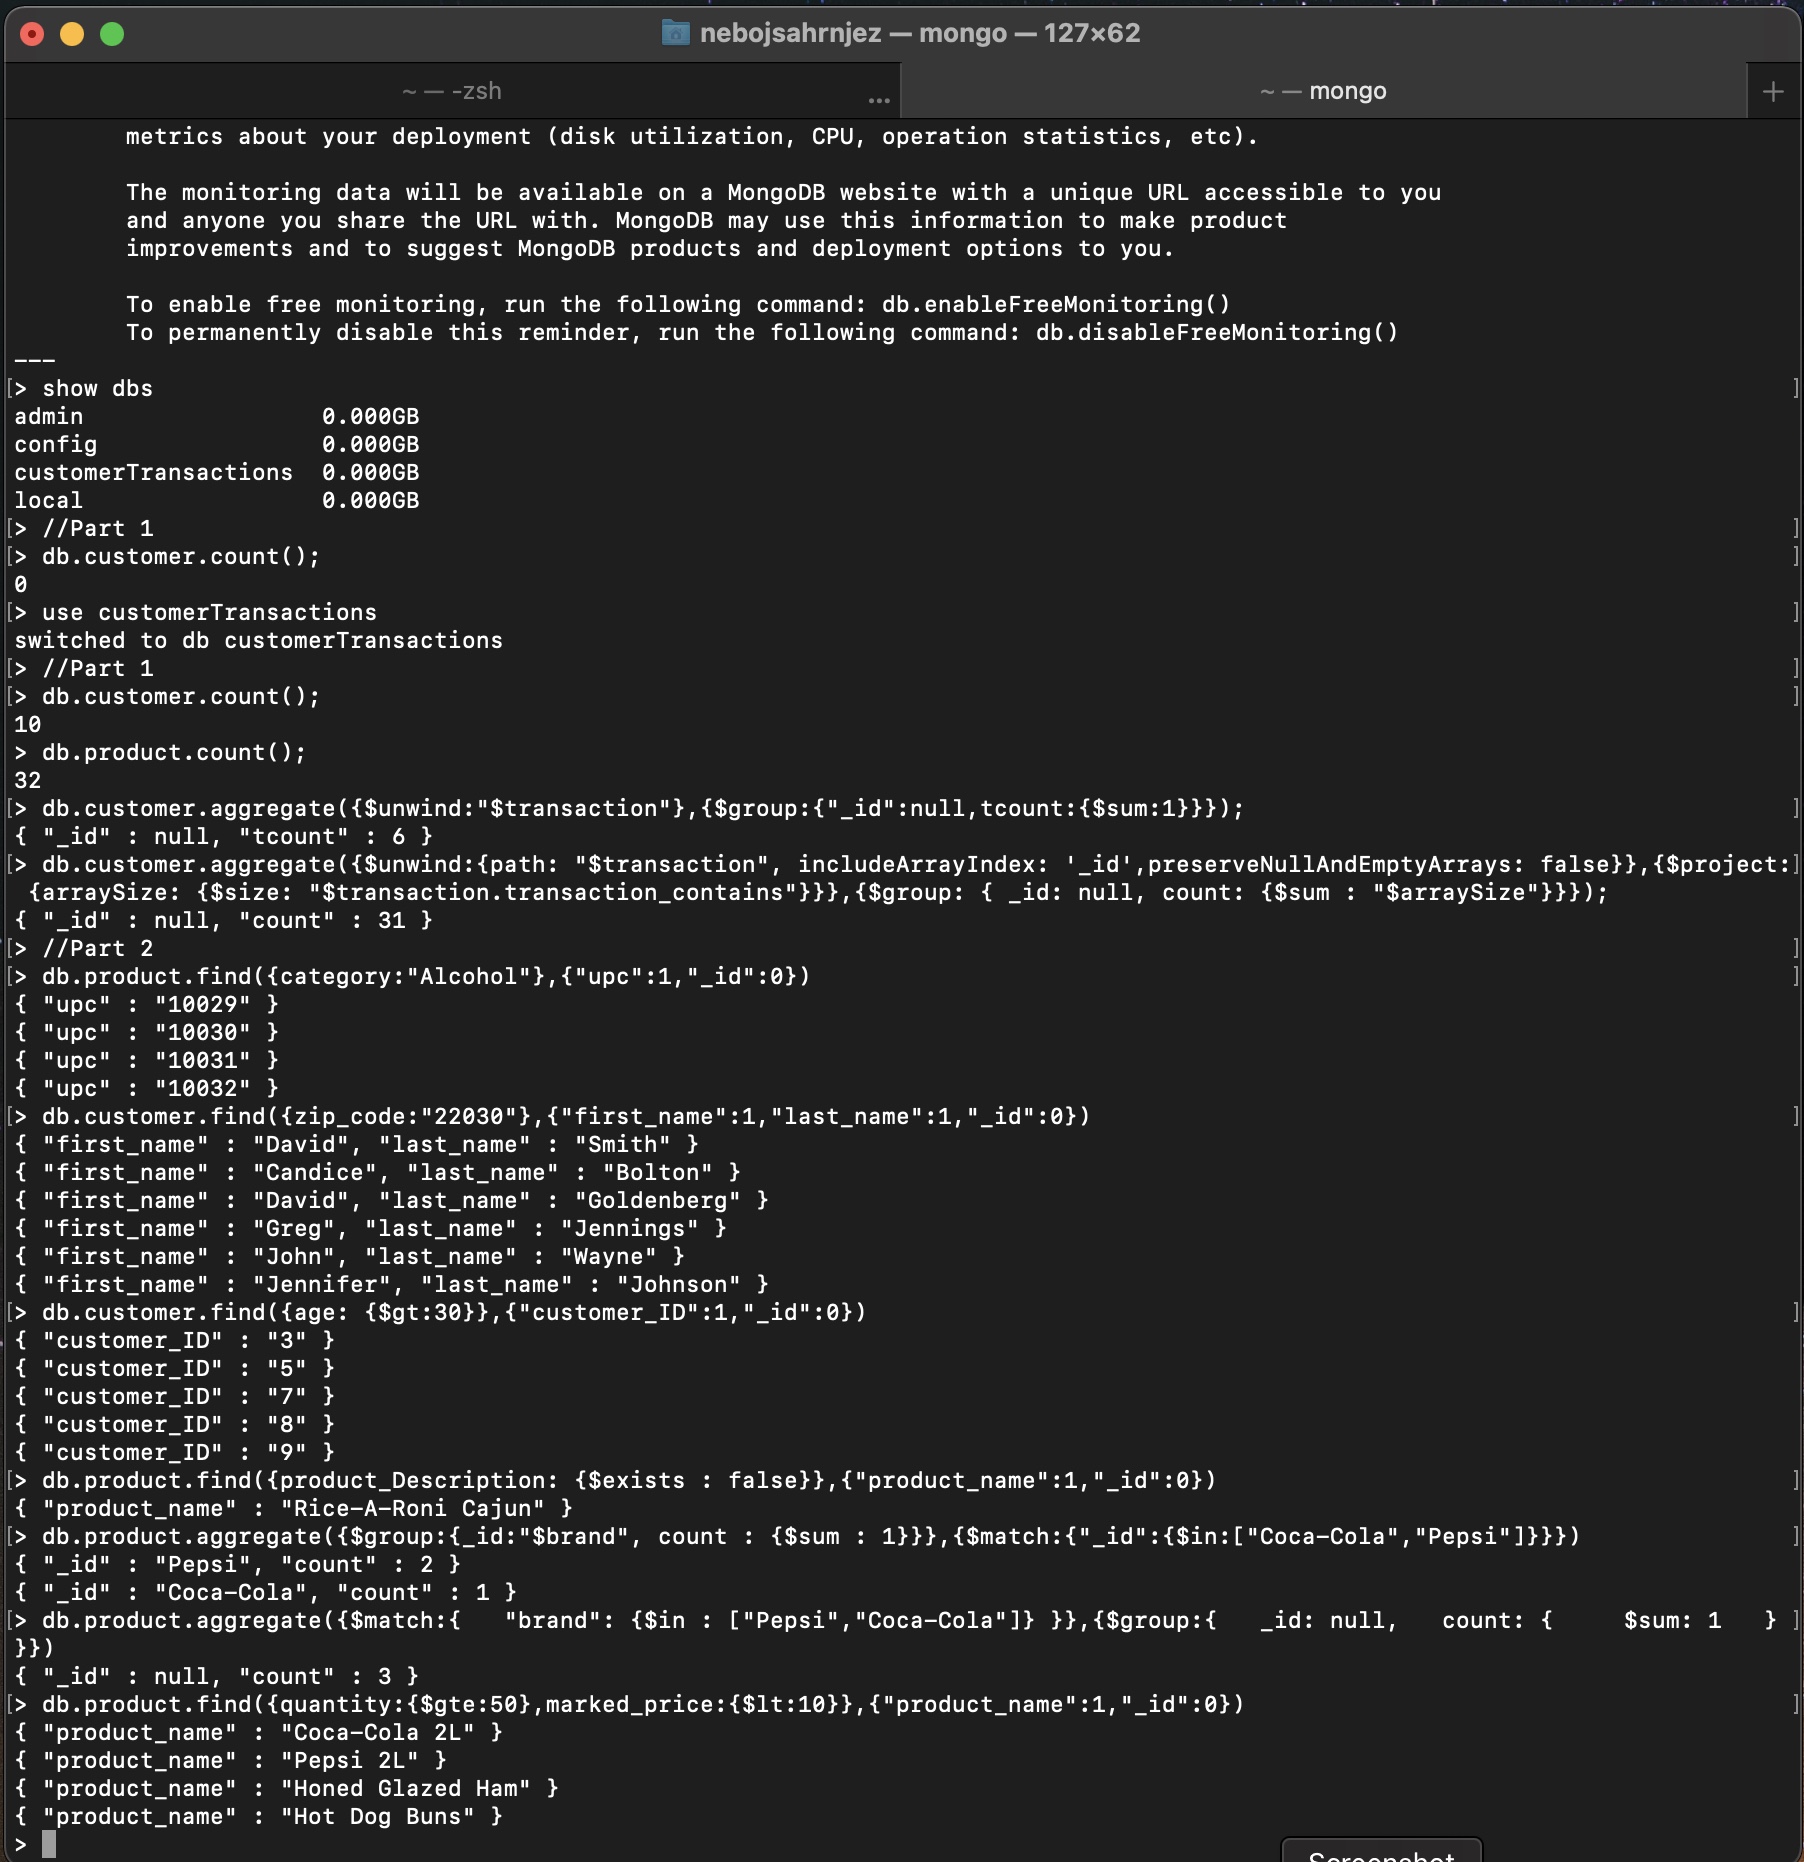 nebojsahrnjez — mongo — 127×62
~ — -zsh ... ~ — mongo +
metrics about your deployment (disk utilization, CPU, operation statistics, etc).
The monitoring data will be available on a MongoDB website with a unique URL accessible to you
and anyone you share the URL with. MongoDB may use this information to make product
improvements and to suggest MongoDB products and deployment options to you.
To enable free monitoring, run the following command: db.enableFreeMonitoring()
To permanently disable this reminder, run the following command: db.disableFreeMonitoring()
---
[> show dbs ]
admin 0.000GB
config 0.000GB
customerTransactions 0.000GB
local 0.000GB
[> //Part 1 ]
[> db.customer.count(); ]
0
[> use customerTransactions ]
switched to db customerTransactions
[> //Part 1 ]
[> db.customer.count(); ]
10
> db.product.count();
32
[> db.customer.aggregate({$unwind:"$transaction"},{$group:{"_id":null,tcount:{$sum:1}}}); ]
{ "_id" : null, "tcount" : 6 }
[> db.customer.aggregate({$unwind:{path: "$transaction", includeArrayIndex: '_id',preserveNullAndEmptyArrays: false}},{$project:]
{arraySize: {$size: "$transaction.transaction_contains"}}},{$group: { _id: null, count: {$sum : "$arraySize"}}});
{ "_id" : null, "count" : 31 }
[> //Part 2 ]
[> db.product.find({category:"Alcohol"},{"upc":1,"_id":0}) ]
{ "upc" : "10029" }
{ "upc" : "10030" }
{ "upc" : "10031" }
{ "upc" : "10032" }
[> db.customer.find({zip_code:"22030"},{"first_name":1,"last_name":1,"_id":0}) ]
{ "first_name" : "David", "last_name" : "Smith" }
{ "first_name" : "Candice", "last_name" : "Bolton" }
{ "first_name" : "David", "last_name" : "Goldenberg" }
{ "first_name" : "Greg", "last_name" : "Jennings" }
{ "first_name" : "John", "last_name" : "Wayne" }
{ "first_name" : "Jennifer", "last_name" : "Johnson" }
[> db.customer.find({age: {$gt:30}},{"customer_ID":1,"_id":0}) ]
{ "customer_ID" : "3" }
{ "customer_ID" : "5" }
{ "customer_ID" : "7" }
{ "customer_ID" : "8" }
{ "customer_ID" : "9" }
[> db.product.find({product_Description: {$exists : false}},{"product_name":1,"_id":0}) ]
{ "product_name" : "Rice-A-Roni Cajun" }
[> db.product.aggregate({$group:{_id:"$brand", count : {$sum : 1}}},{$match:{"_id":{$in:["Coca-Cola","Pepsi"]}}}) ]
{ "_id" : "Pepsi", "count" : 2 }
{ "_id" : "Coca-Cola", "count" : 1 }
[> db.product.aggregate({$match:{ "brand": {$in : ["Pepsi","Coca-Cola"]} }},{$group:{ _id: null, count: { $sum: 1 } ]
}})
{ "_id" : null, "count" : 3 }
[> db.product.find({quantity:{$gte:50},marked_price:{$lt:10}},{"product_name":1,"_id":0}) ]
{ "product_name" : "Coca-Cola 2L" }
{ "product_name" : "Pepsi 2L" }
{ "product_name" : "Honed Glazed Ham" }
{ "product_name" : "Hot Dog Buns" }
>
Screenshot